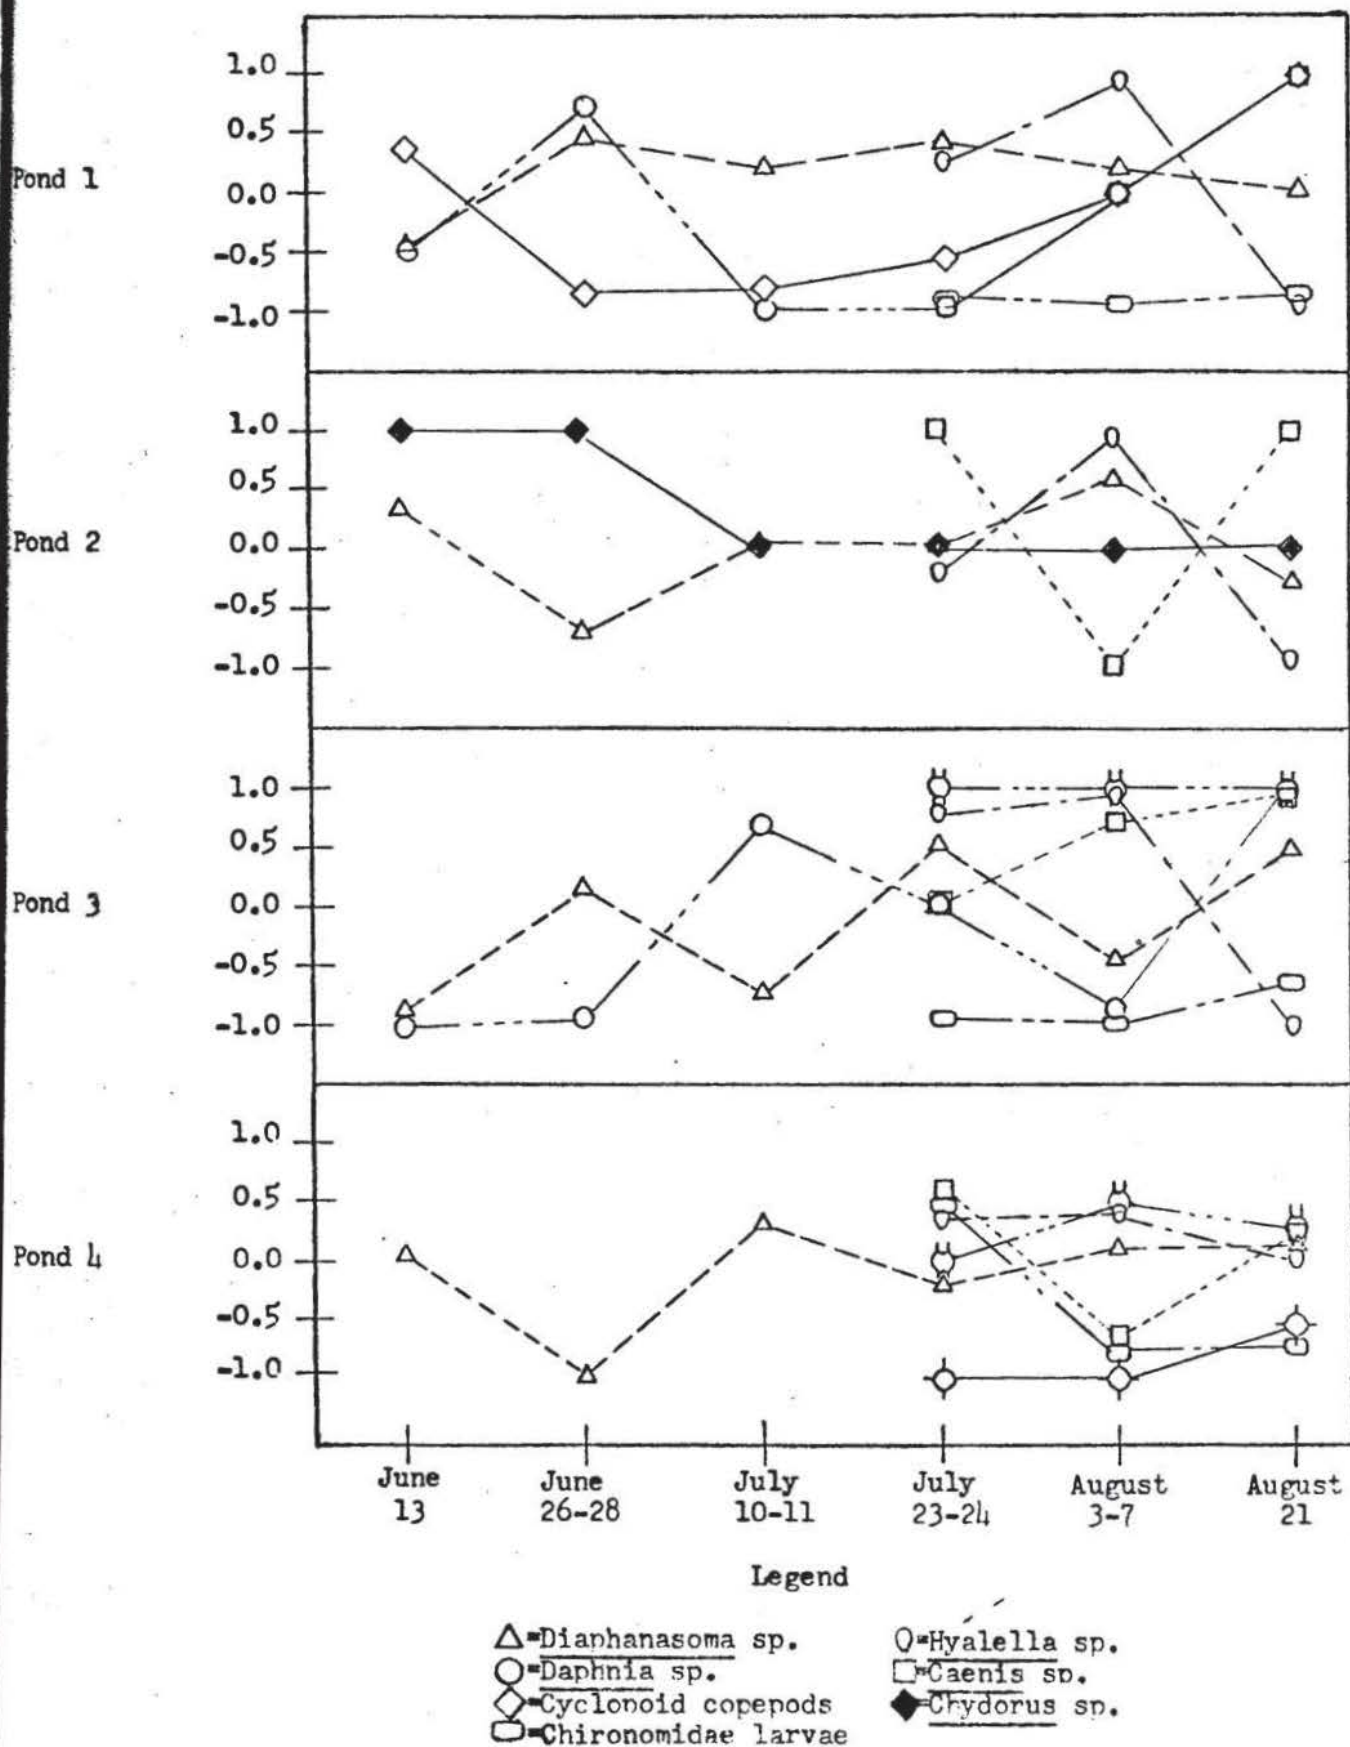 Pond 1
1.0
0.5
0.0
-0.5
-1.0
Pond 2
1.0
0.5
0.0
-0.5
-1.0
Pond 3
1.0
0.5
0.0
-0.5
-1.0
Pond 4
1.0
0.5
0.0
-0.5
-1.0
June June July July August August
13 26-28 10-11 23-24 3-7 21
Legend
△=Diaphanasoma sp.
○=Daphnia sp.
◇=Cyclopoid copepods
▭=Chironomidae larvae
O=Hyalella sp.
□=Caenis sp.
◆=Chydorus sp.